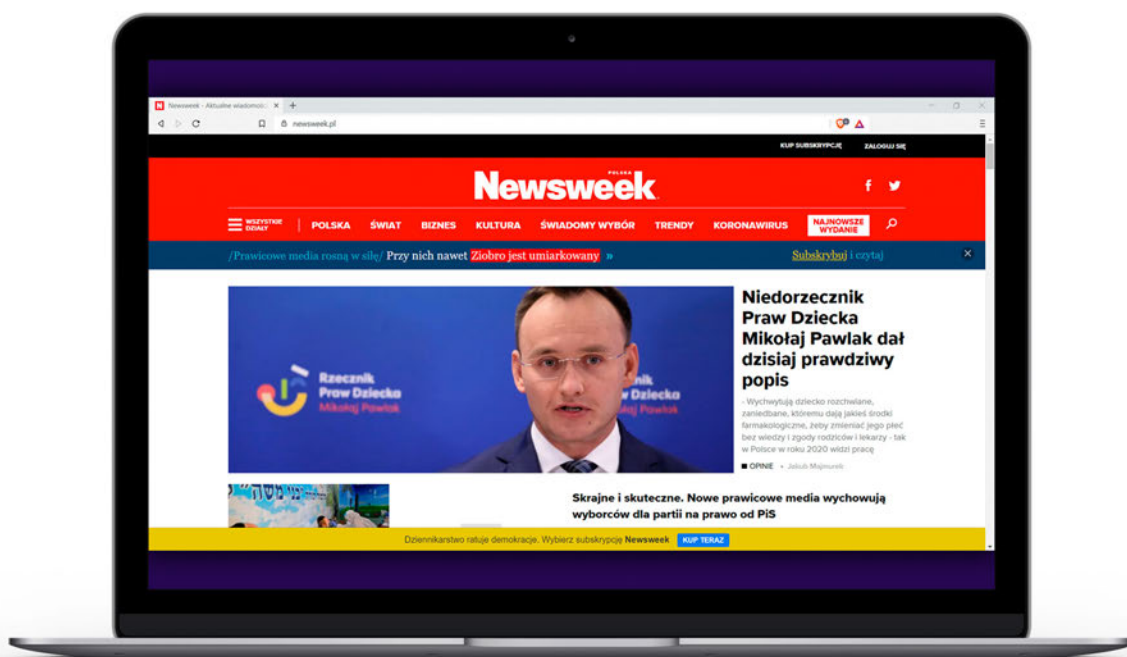 Newsweek - Aktualne wiadomości
newsweek.pl
KUP SUBSKRYPCJĘ ZALOGUJ SIĘ
POLSKA
Newsweek
WSZYSTKIE DZIAŁY POLSKA ŚWIAT BIZNES KULTURA ŚWIADOMY WYBÓR TRENDY KORONAWIRUS NAJNOWSZE WYDANIE
/Prawicowe media rosną w siłę/ Przy nich nawet Ziobro jest umiarkowany » Subskrybuj i czytaj
Rzecznik
Praw Dziecka
Mikołaj Pawlak
Niedorzecznik
Praw Dziecka
Mikołaj Pawlak dał
dzisiaj prawdziwy
popis
- Wychwytują dziecko rozchwiane,
zaniedbane, któremu dają jakieś środki
farmakologiczne, żeby zmieniać jego płeć
bez wiedzy i zgody rodziców i lekarzy - tak
w Polsce w roku 2020 widzi pracę
OPINIE • Jakub Majmurek
Skrajne i skuteczne. Nowe prawicowe media wychowują
wyborców dla partii na prawo od PiS
Dziennikarstwo ratuje demokracje. Wybierz subskrypcję Newsweek KUP TERAZ